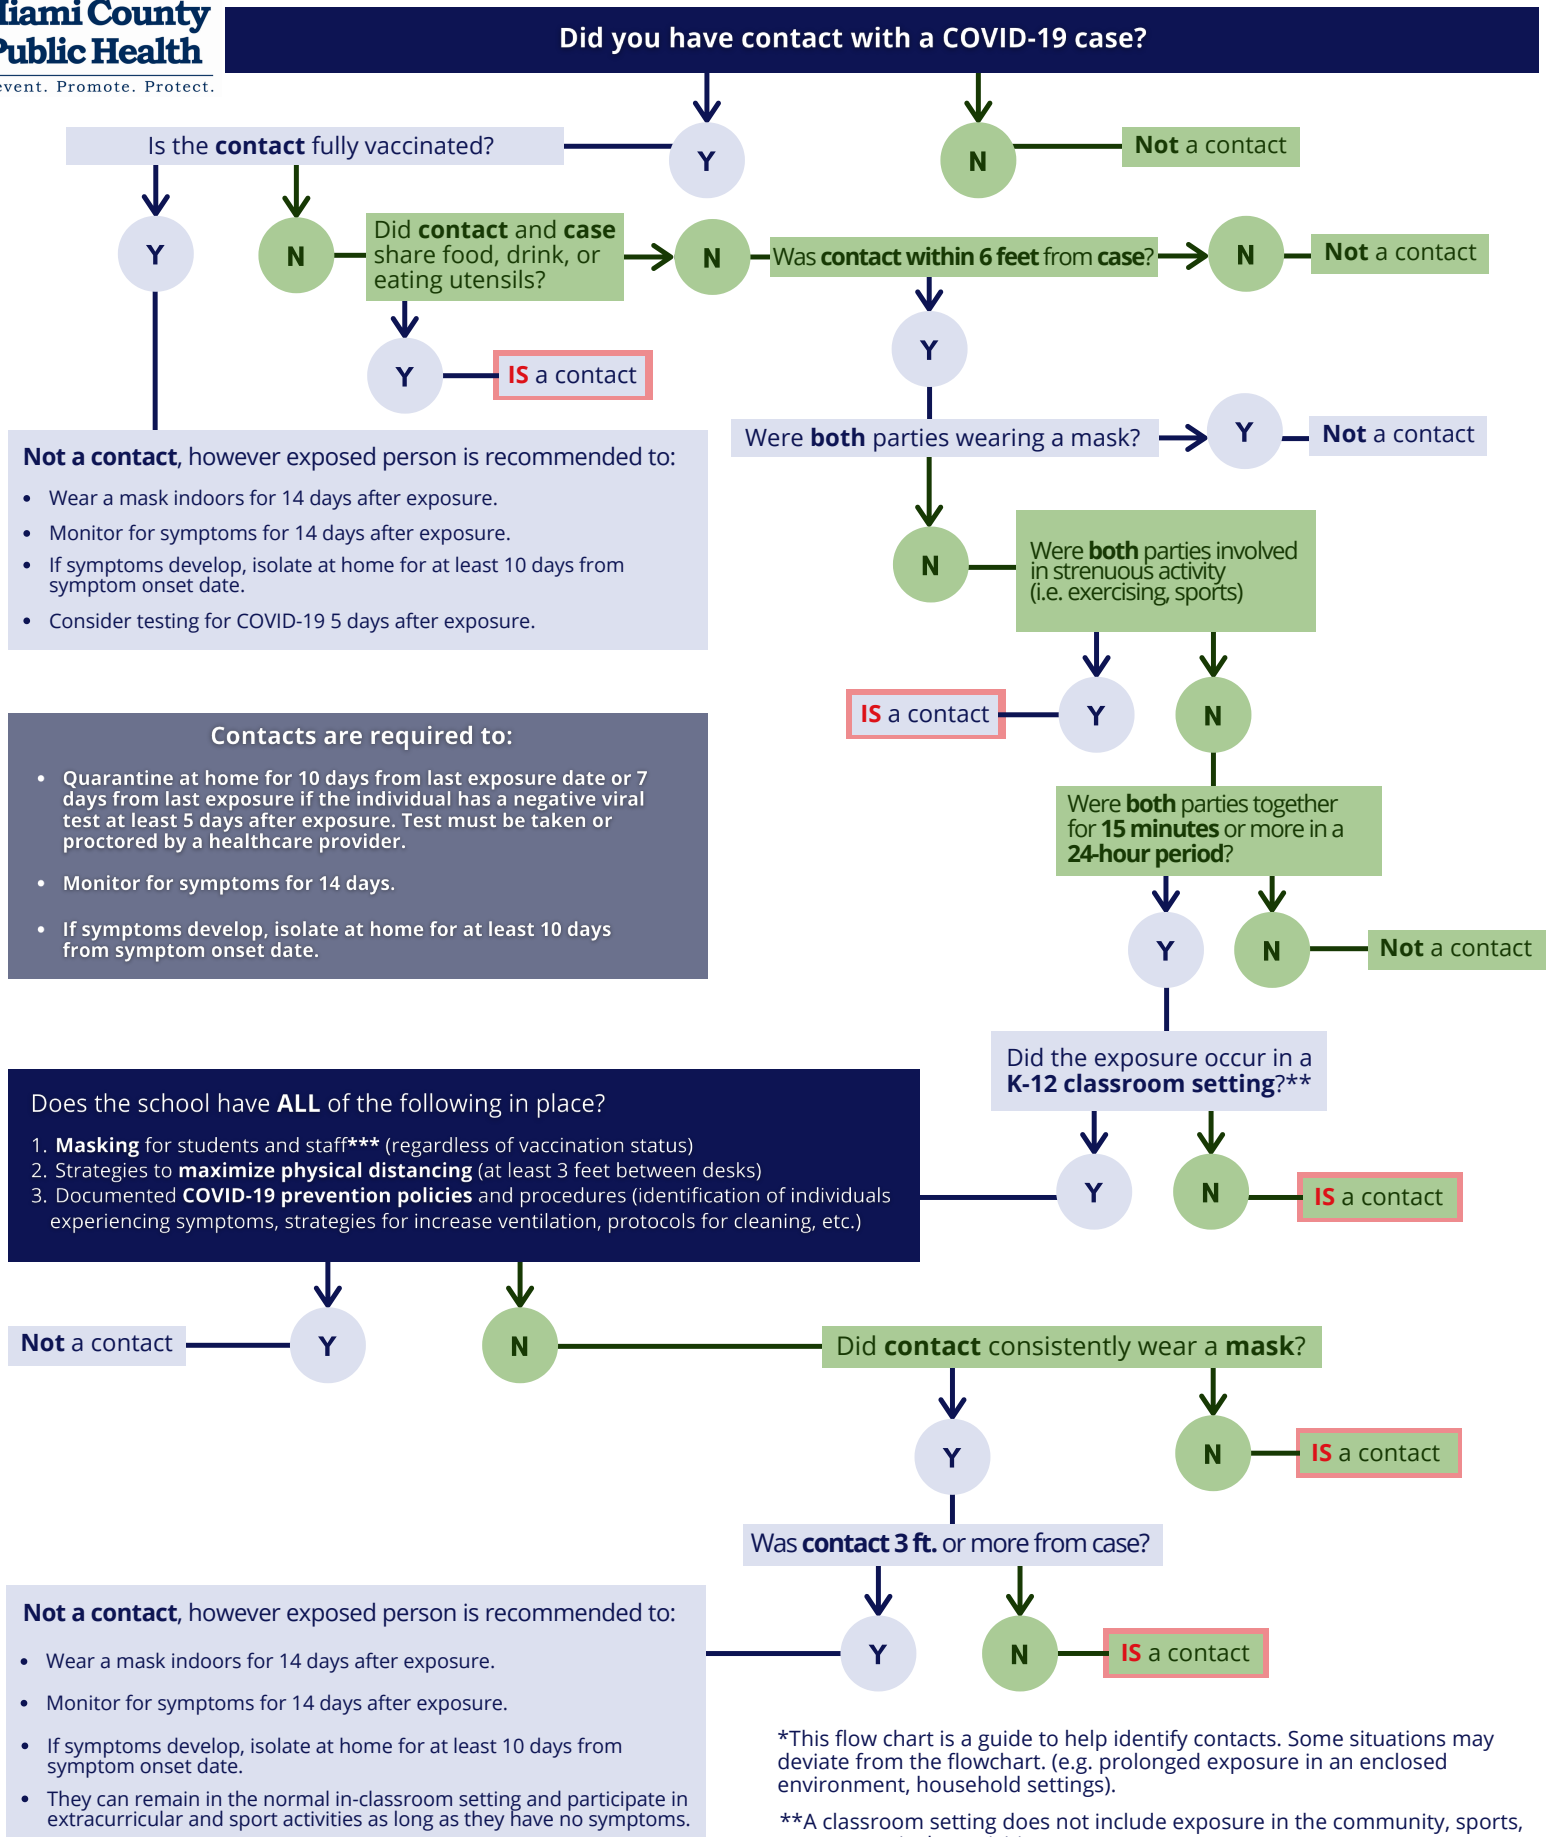 Miami County
Public Health
Prevent. Promote. Protect.
Did you have contact with a COVID-19 case?
Is the contact fully vaccinated?
Y
N
Not a contact
Y
N
Did contact and case
share food, drink, or
eating utensils?
N
Was contact within 6 feet from case?
N
Not a contact
Y
IS a contact
Y
Were both parties wearing a mask?
Y
Not a contact
Not a contact, however exposed person is recommended to:
• Wear a mask indoors for 14 days after exposure.
• Monitor for symptoms for 14 days after exposure.
• If symptoms develop, isolate at home for at least 10 days from
symptom onset date.
• Consider testing for COVID-19 5 days after exposure.
N
Were both parties involved
in strenuous activity
(i.e. exercising, sports)
IS a contact
Y
N
Contacts are required to:
• Quarantine at home for 10 days from last exposure date or 7
days from last exposure if the individual has a negative viral
test at least 5 days after exposure. Test must be taken or
proctored by a healthcare provider.
• Monitor for symptoms for 14 days.
• If symptoms develop, isolate at home for at least 10 days
from symptom onset date.
Were both parties together
for 15 minutes or more in a
24-hour period?
Y
N
Not a contact
Did the exposure occur in a
K-12 classroom setting?**
Y
N
IS a contact
Does the school have ALL of the following in place?
1. Masking for students and staff*** (regardless of vaccination status)
2. Strategies to maximize physical distancing (at least 3 feet between desks)
3. Documented COVID-19 prevention policies and procedures (identification of individuals
experiencing symptoms, strategies for increase ventilation, protocols for cleaning, etc.)
Not a contact
Y
N
Did contact consistently wear a mask?
Y
N
IS a contact
Was contact 3 ft. or more from case?
Y
N
IS a contact
Not a contact, however exposed person is recommended to:
• Wear a mask indoors for 14 days after exposure.
• Monitor for symptoms for 14 days after exposure.
• If symptoms develop, isolate at home for at least 10 days from
symptom onset date.
• They can remain in the normal in-classroom setting and participate in
extracurricular and sport activities as long as they have no symptoms.
*This flow chart is a guide to help identify contacts. Some situations may
deviate from the flowchart. (e.g. prolonged exposure in an enclosed
environment, household settings).
**A classroom setting does not include exposure in the community, sports,